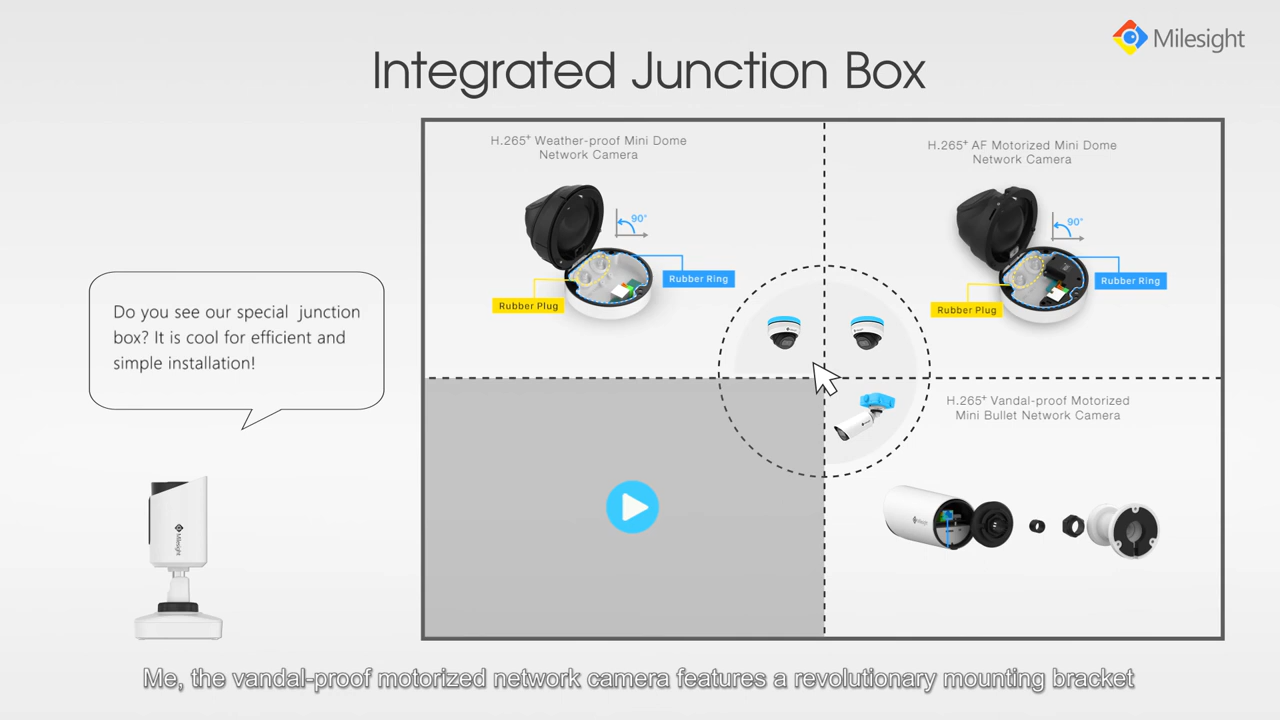 Milesight
Integrated Junction Box
H.265+ Weather-proof Mini Dome
Network Camera
90°
Rubber Ring
Rubber Plug
H.265+ AF Motorized Mini Dome
Network Camera
90°
Rubber Ring
Rubber Plug
Do you see our special junction
box? It is cool for efficient and
simple installation!
H.265+ Vandal-proof Motorized
Mini Bullet Network Camera
Milesight
Me, the vandal-proof motorized network camera features a revolutionary mounting bracket